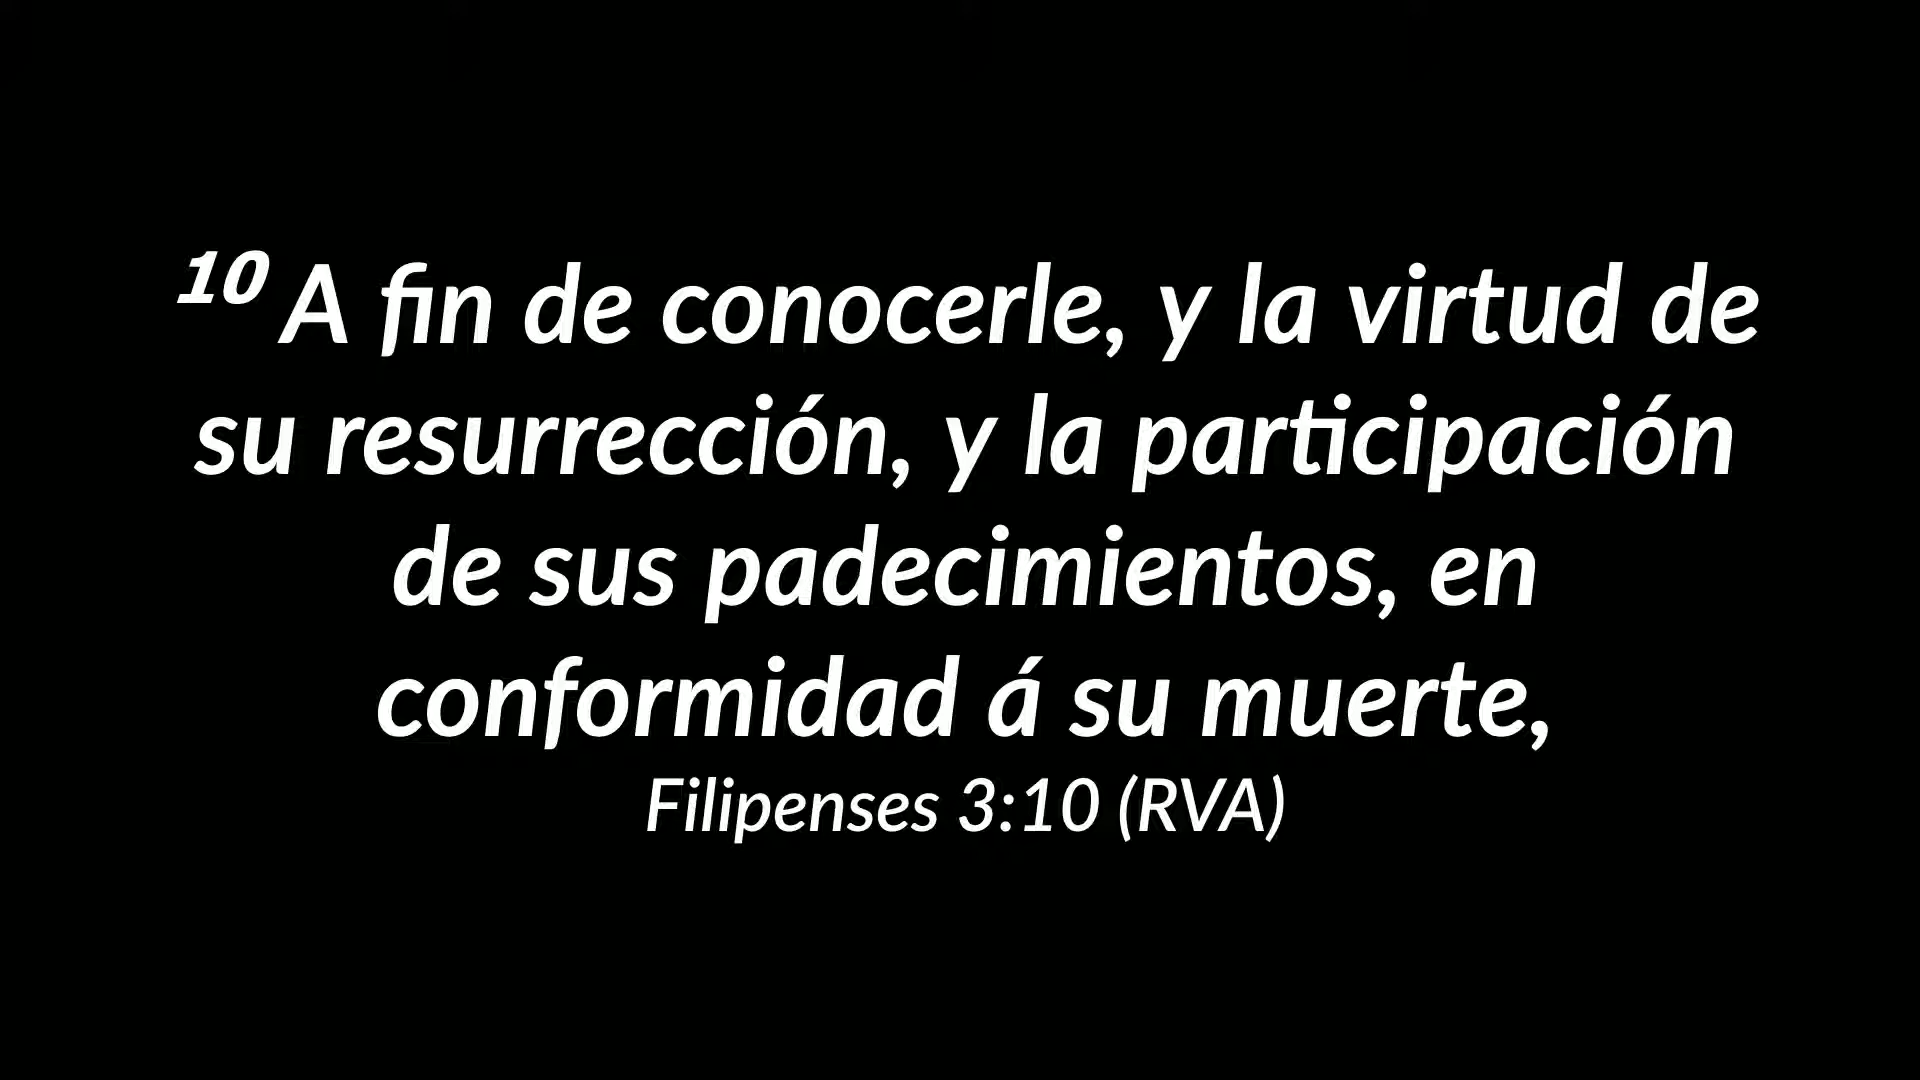 10 A fin de conocerle, y la virtud de
su resurrección, y la participación
de sus padecimientos, en
conformidad á su muerte,
Filipenses 3:10 (RVA)